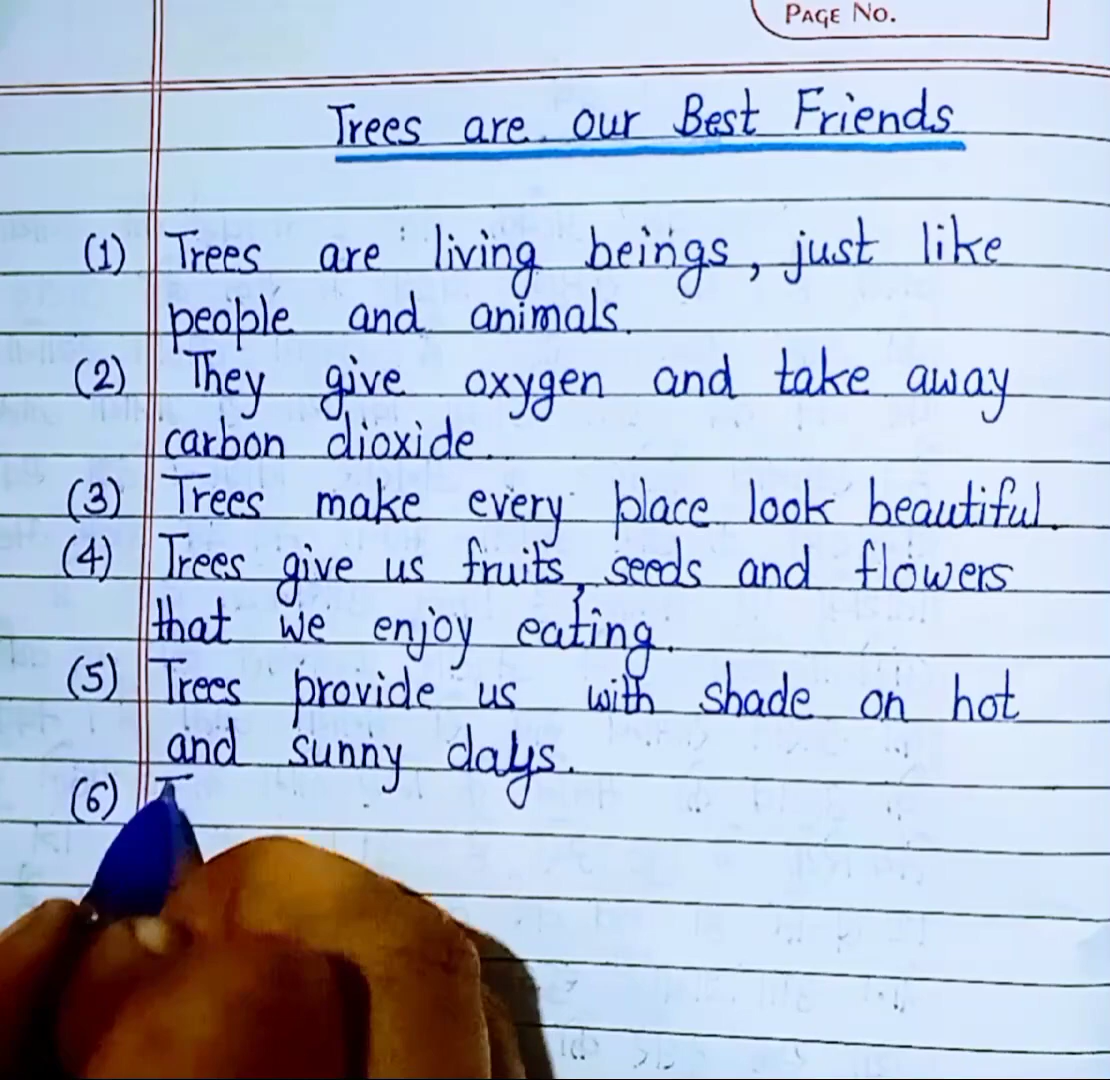 PAGE No.
Trees are our Best Friends
(1) Trees are living beings, just like
people and animals.
(2) They give oxygen and take away
carbon dioxide.
(3) Trees make every place look beautiful.
(4) Trees give us fruits, seeds and flowers
that we enjoy eating.
(5) Trees provide us with shade on hot
and sunny days.
(6) T